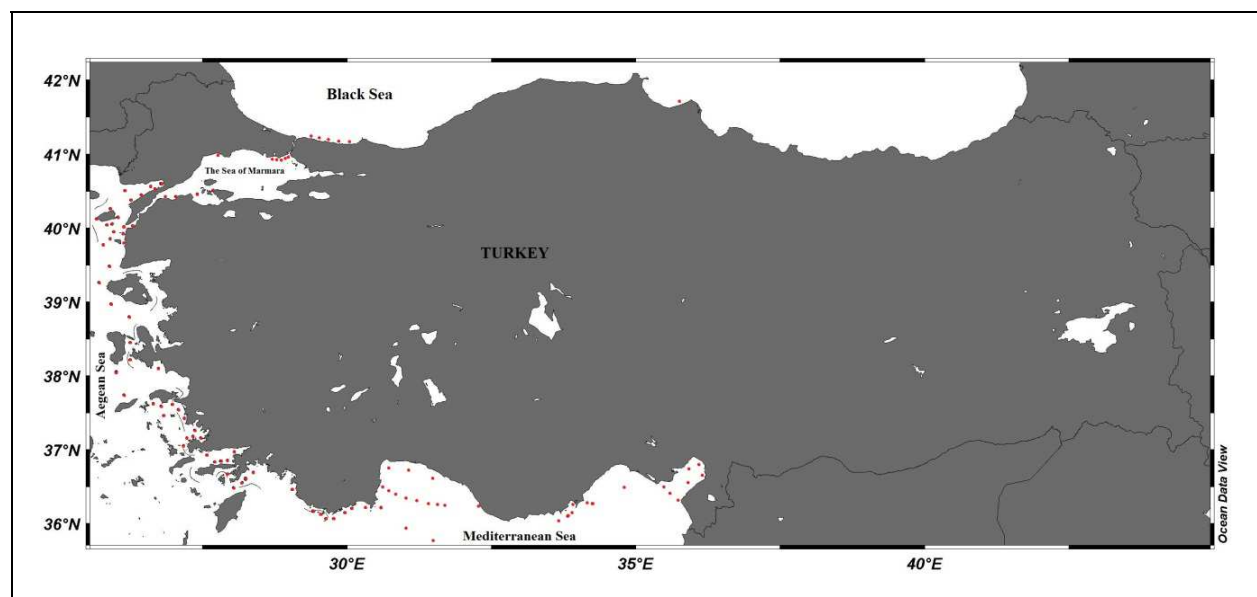 42°N
Black Sea
41°N
The Sea of Marmara
40°N
TURKEY
39°N
38°N
Aegean Sea
37°N
36°N
Mediterranean Sea
Ocean Data View
30°E
35°E
40°E